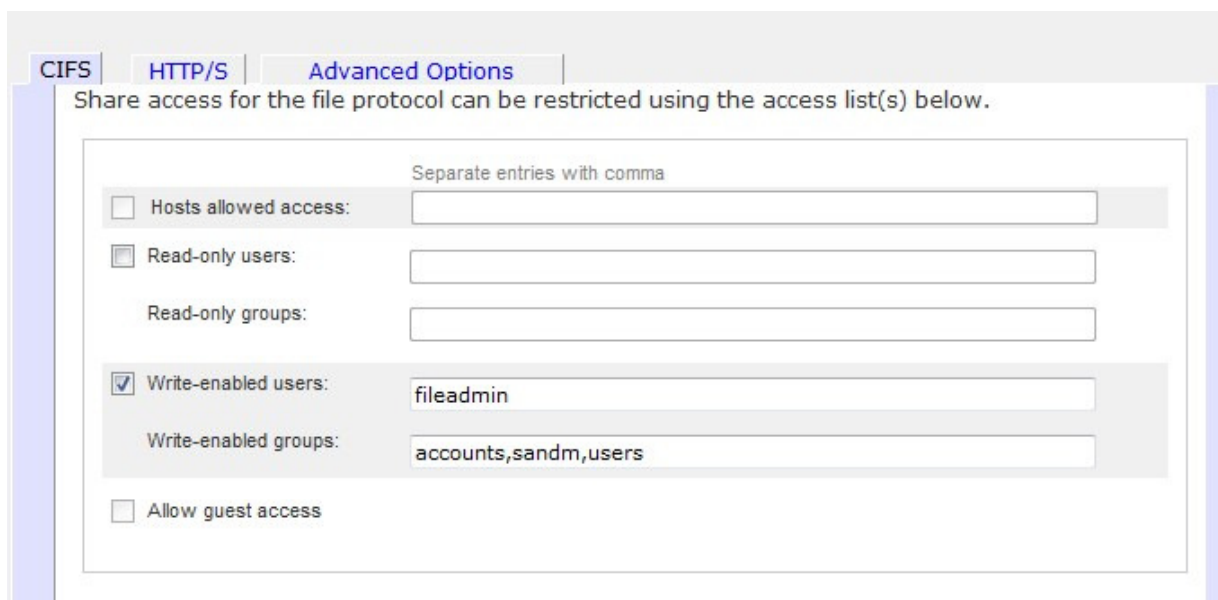 CIFS HTTP/S Advanced Options
Share access for the file protocol can be restricted using the access list(s) below.
Separate entries with comma
Hosts allowed access:
Read-only users:
Read-only groups:
Write-enabled users: fileadmin
Write-enabled groups: accounts,sandm,users
Allow guest access